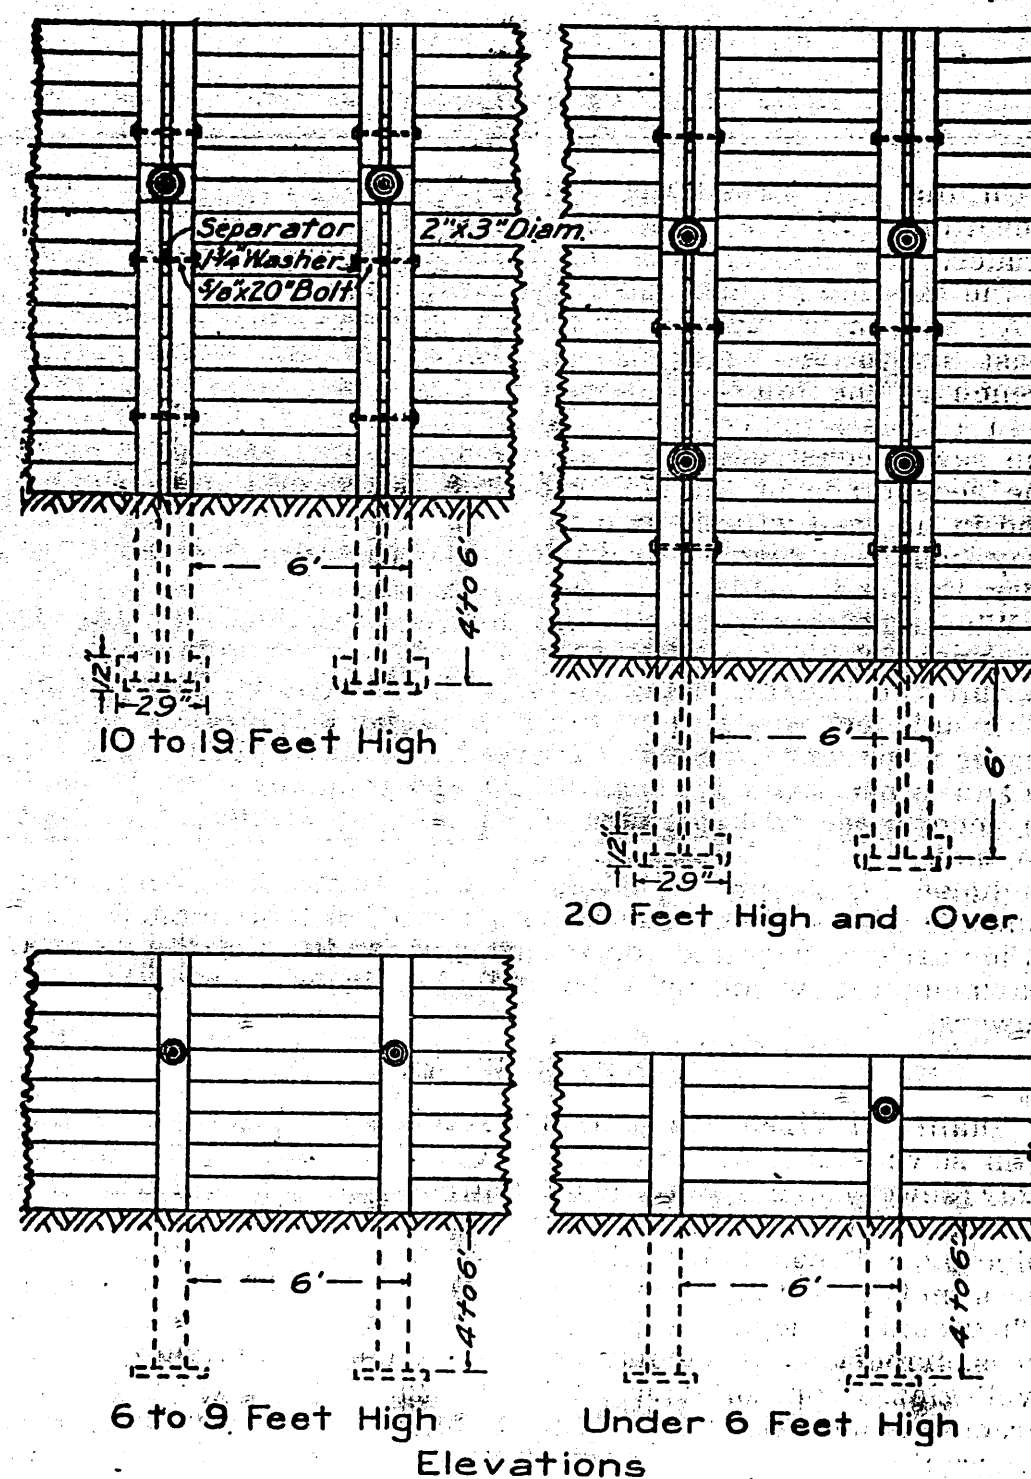 Separator 2"x3"Diam.
1¾"Washer
⅝"x20"Bolt
6'
4'to 6'
12"
29"
10 to 19 Feet High
6'
6'
12"
29"
20 Feet High and Over
6'
4'to 6'
6 to 9 Feet High
6'
4'to 6'
Under 6 Feet High
Elevations